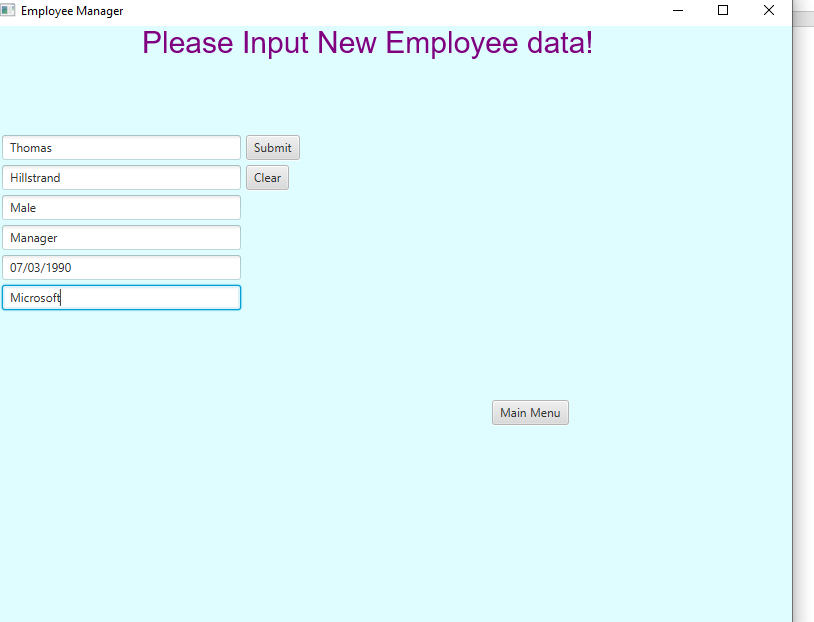 Employee Manager
Please Input New Employee data!
Thomas
Submit
Hillstrand
Clear
Male
Manager
07/03/1990
Microsoft
Main Menu